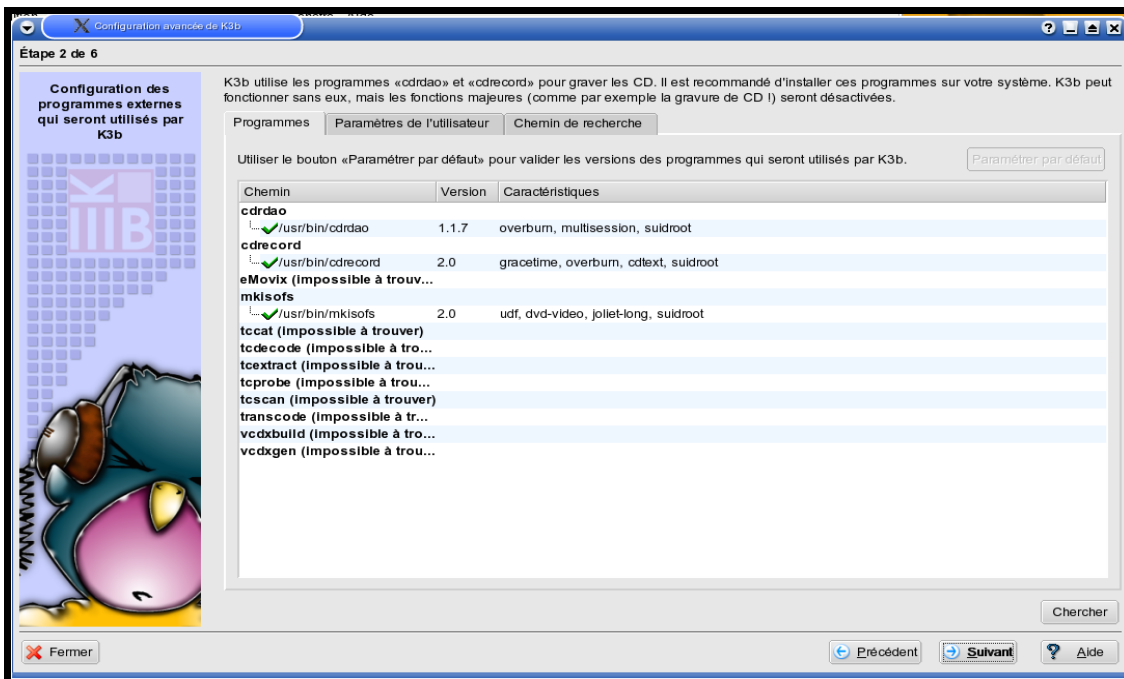 Configuration avancée de K3b
Étape 2 de 6
Configuration des
programmes externes
qui seront utilisés par
K3b
K3b utilise les programmes «cdrdao» et «cdrecord» pour graver les CD. Il est recommandé d'installer ces programmes sur votre système. K3b peut
fonctionner sans eux, mais les fonctions majeures (comme par exemple la gravure de CD !) seront désactivées.
Programmes Paramètres de l'utilisateur Chemin de recherche
Utiliser le bouton «Paramétrer par défaut» pour valider les versions des programmes qui seront utilisés par K3b. Paramétrer par défaut
Chemin Version Caractéristiques
cdrdao
/usr/bin/cdrdao 1.1.7 overburn, multisession, suidroot
cdrecord
/usr/bin/cdrecord 2.0 gracetime, overburn, cdtext, suidroot
eMovix (impossible à trouv...
mkisofs
/usr/bin/mkisofs 2.0 udf, dvd-video, joliet-long, suidroot
tccat (impossible à trouver)
tcdecode (impossible à tro...
tcextract (impossible à trou...
tcprobe (impossible à trou...
tcscan (impossible à trouver)
transcode (impossible à tr...
vcdxbuild (impossible à tro...
vcdxgen (impossible à trou...
Chercher
Fermer Précédent Suivant Aide